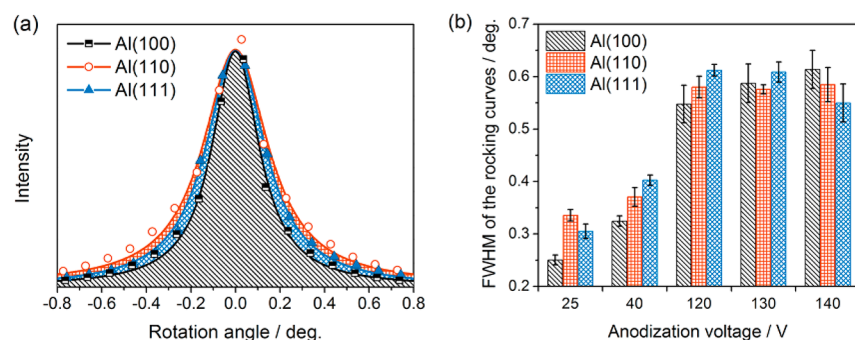 (a)
Al(100)
Al(110)
Al(111)
Intensity
-0.8 -0.6 -0.4 -0.2 0.0 0.2 0.4 0.6 0.8
Rotation angle / deg.
(b)
Al(100)
Al(110)
Al(111)
FWHM of the rocking curves / deg.
0.7
0.6
0.5
0.4
0.3
0.2
25 40 120 130 140
Anodization voltage / V